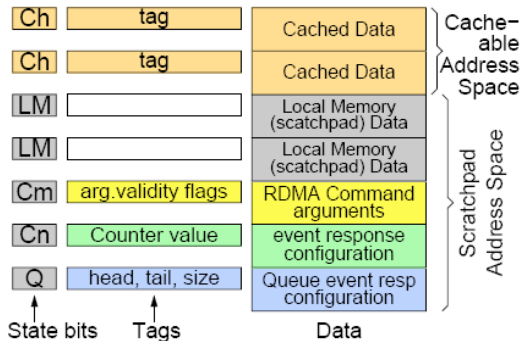 Ch tag Cached Data
Ch tag Cached Data
Cache-
able
Address
Space
LM Local Memory
(scatchpad) Data
LM Local Memory
(scatchpad) Data
Cm arg.validity flags RDMA Command
arguments
Cn Counter value event response
configuration
Q head, tail, size Queue event resp
configuration
Scratchpad
Address Space
State bits Tags Data